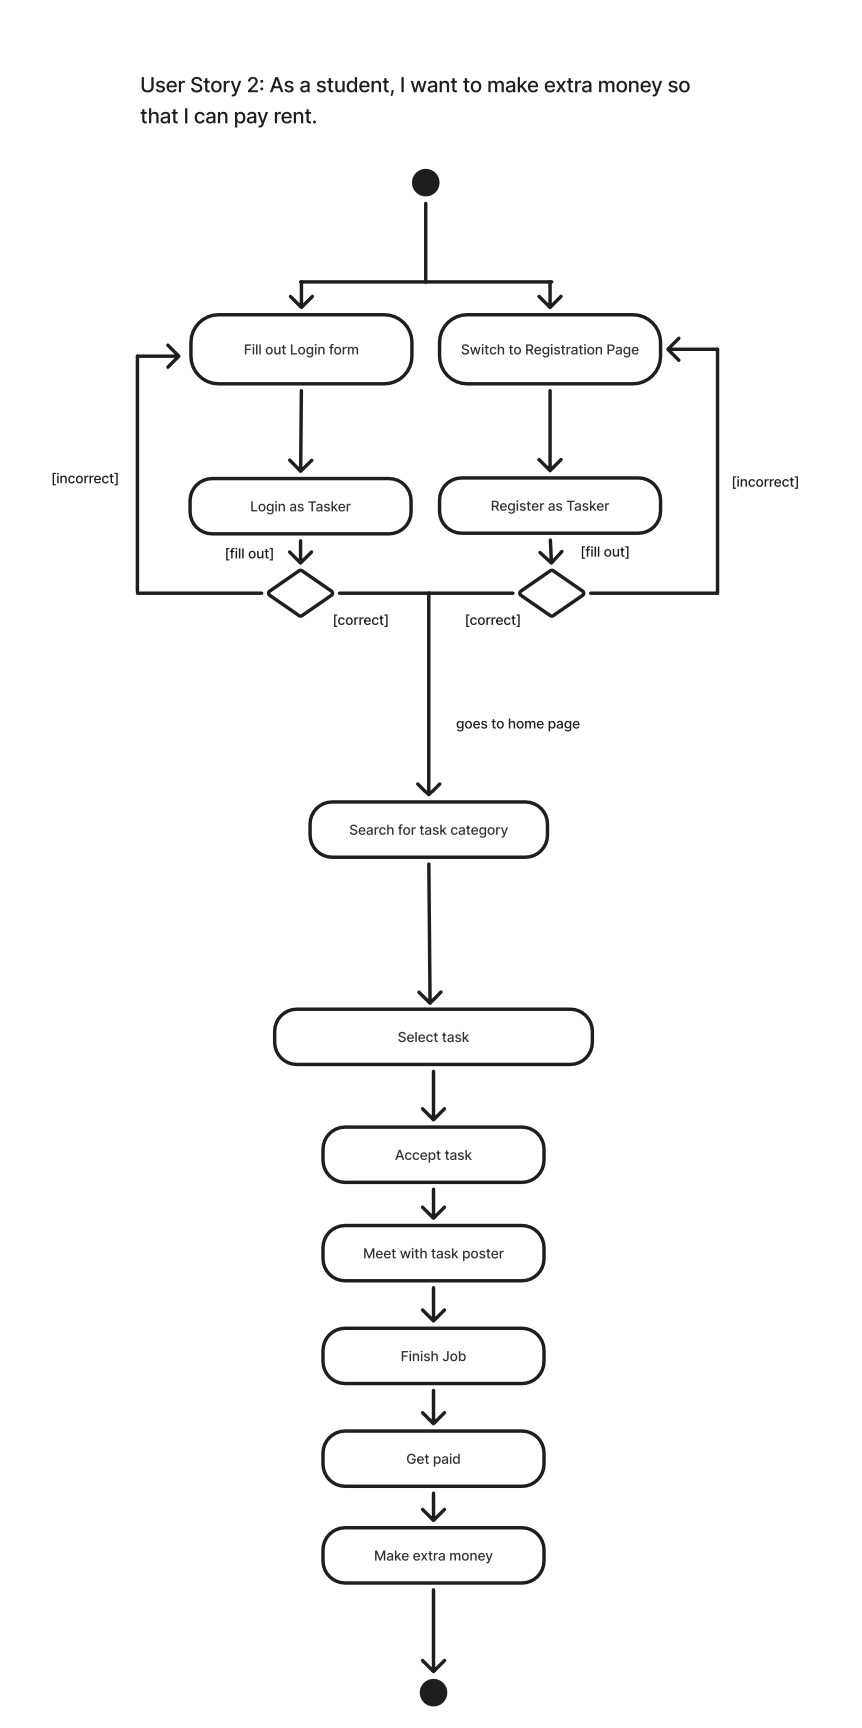 User Story 2: As a student, I want to make extra money so
that I can pay rent.
Fill out Login form
Switch to Registration Page
[incorrect]
[incorrect]
Login as Tasker
Register as Tasker
[fill out]
[fill out]
[correct]
[correct]
goes to home page
Search for task category
Select task
Accept task
Meet with task poster
Finish Job
Get paid
Make extra money